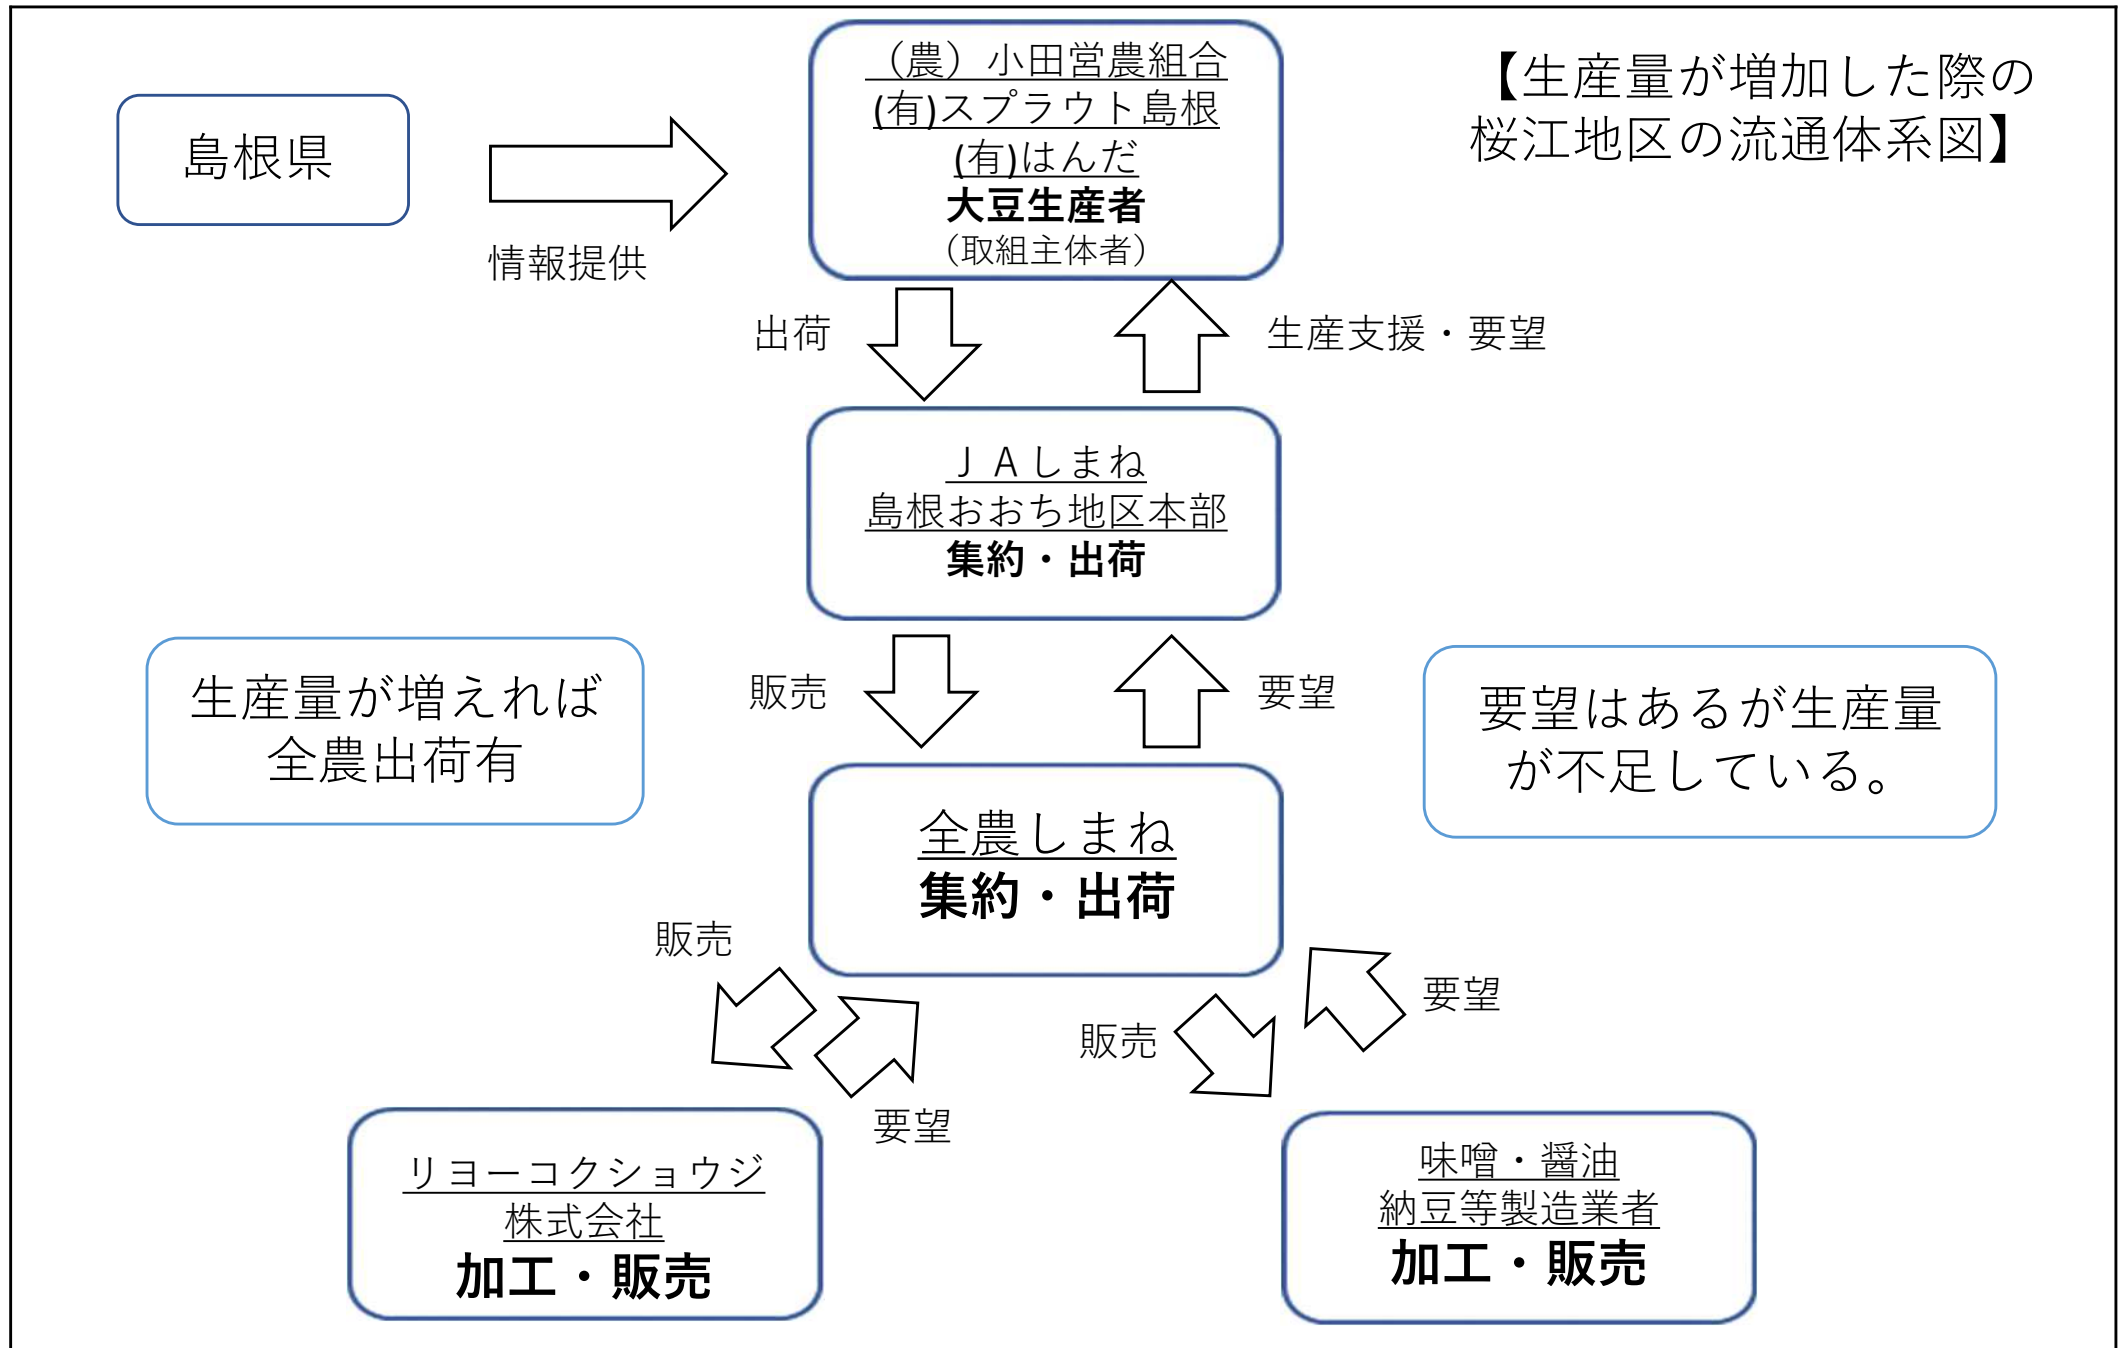 【生産量が増加した際の
桜江地区の流通体系図】
島根県
情報提供
（農）小田営農組合
(有)スプラウト島根
(有)はんだ
大豆生産者
（取組主体者）
出荷
生産支援・要望
ＪＡしまね
島根おおち地区本部
集約・出荷
生産量が増えれば
全農出荷有
販売
要望
要望はあるが生産量
が不足している。
全農しまね
集約・出荷
販売
要望
販売
要望
リヨーコクショウジ
株式会社
加工・販売
味噌・醤油
納豆等製造業者
加工・販売